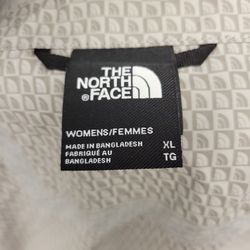 THE
NORTH
FACE
WOMENS/FEMMES
MADE IN BANGLADESH XL
FABRIQUÉ AU TG
BANGLADESH